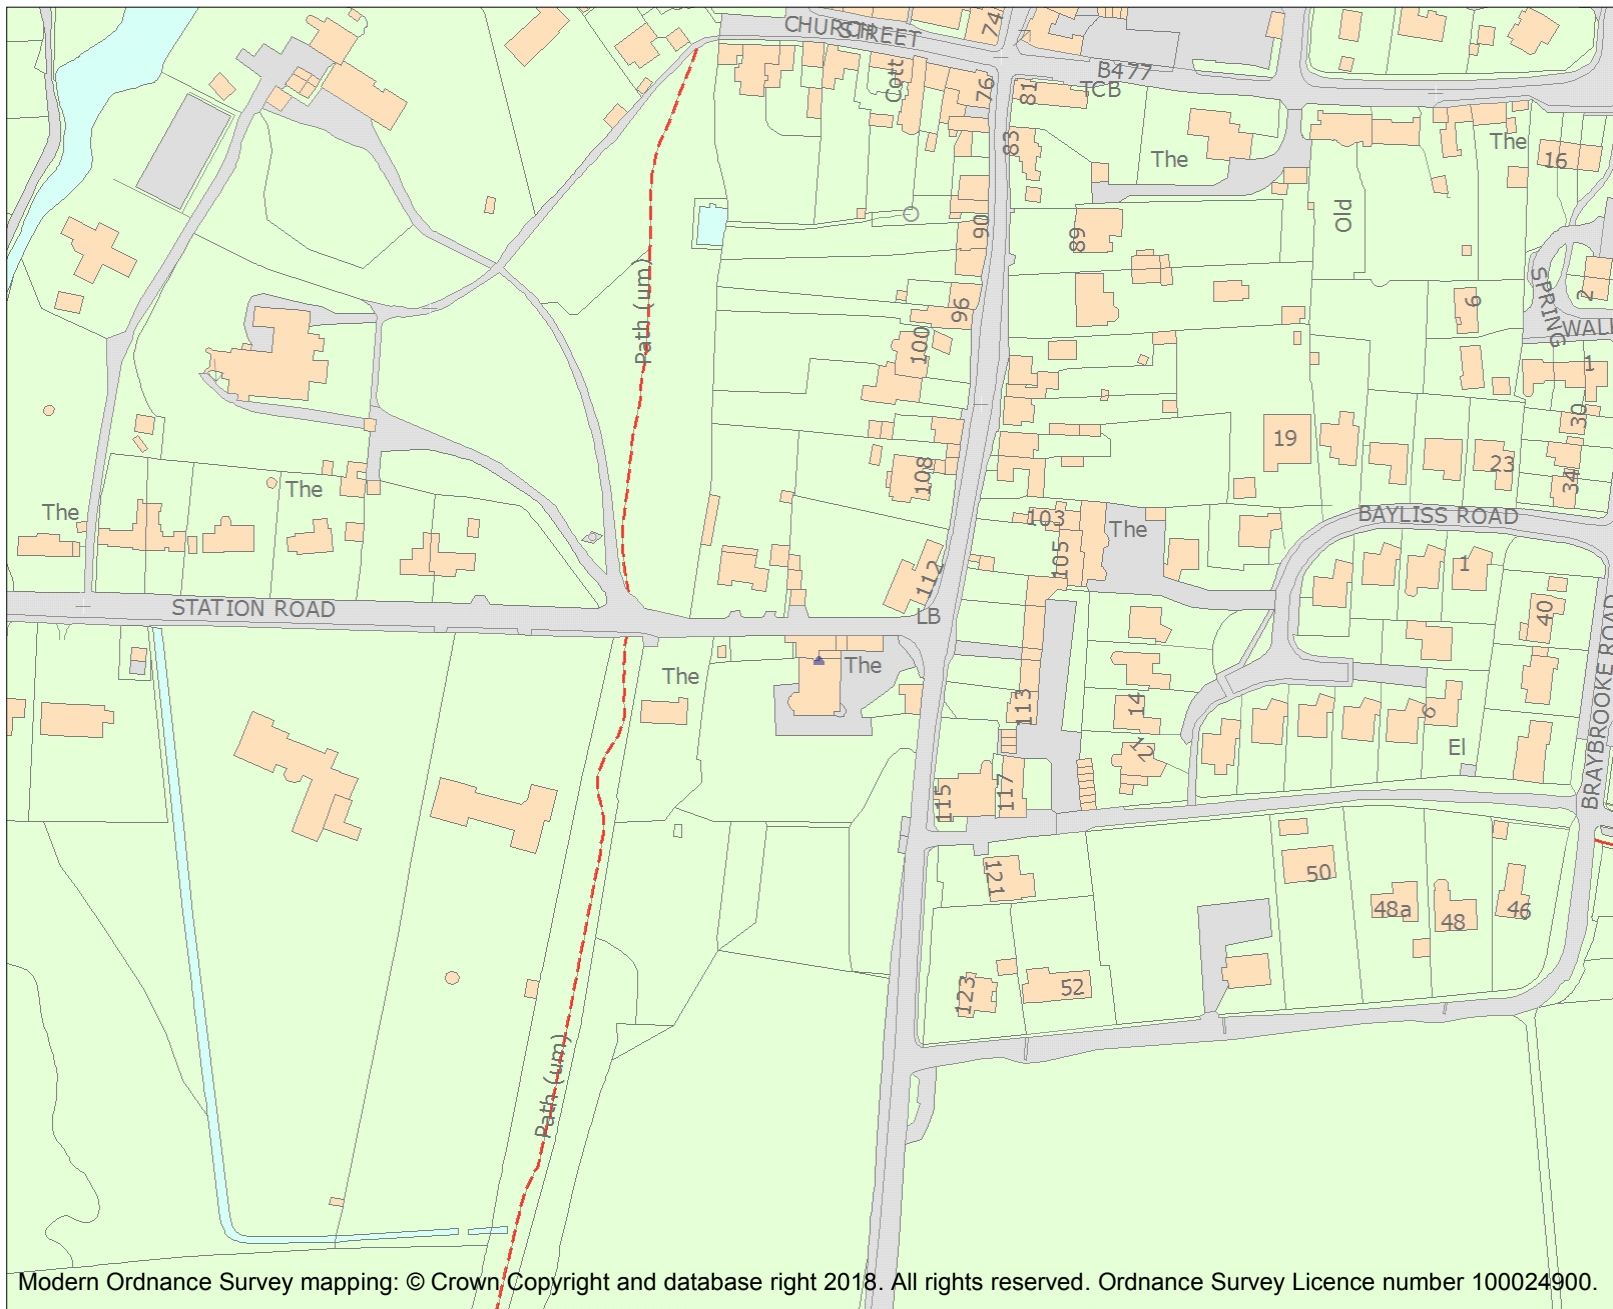 CHURCH STREET
74
B477
TCB
Cott
76
81
83
The
The
16
90
89
Old
SPRING
WALK
2
6
96
100
Path (um)
1
30
19
108
23
34
The
The
103
105
The
BAYLISS ROAD
1
112
STATION ROAD
LB
40
The
The
113
14
12
6
El
BRAYBROOKE ROAD
115
117
121
50
48a
48
46
123
52
Path (um)
Modern Ordnance Survey mapping: © Crown Copyright and database right 2018. All rights reserved. Ordnance Survey Licence number 100024900.